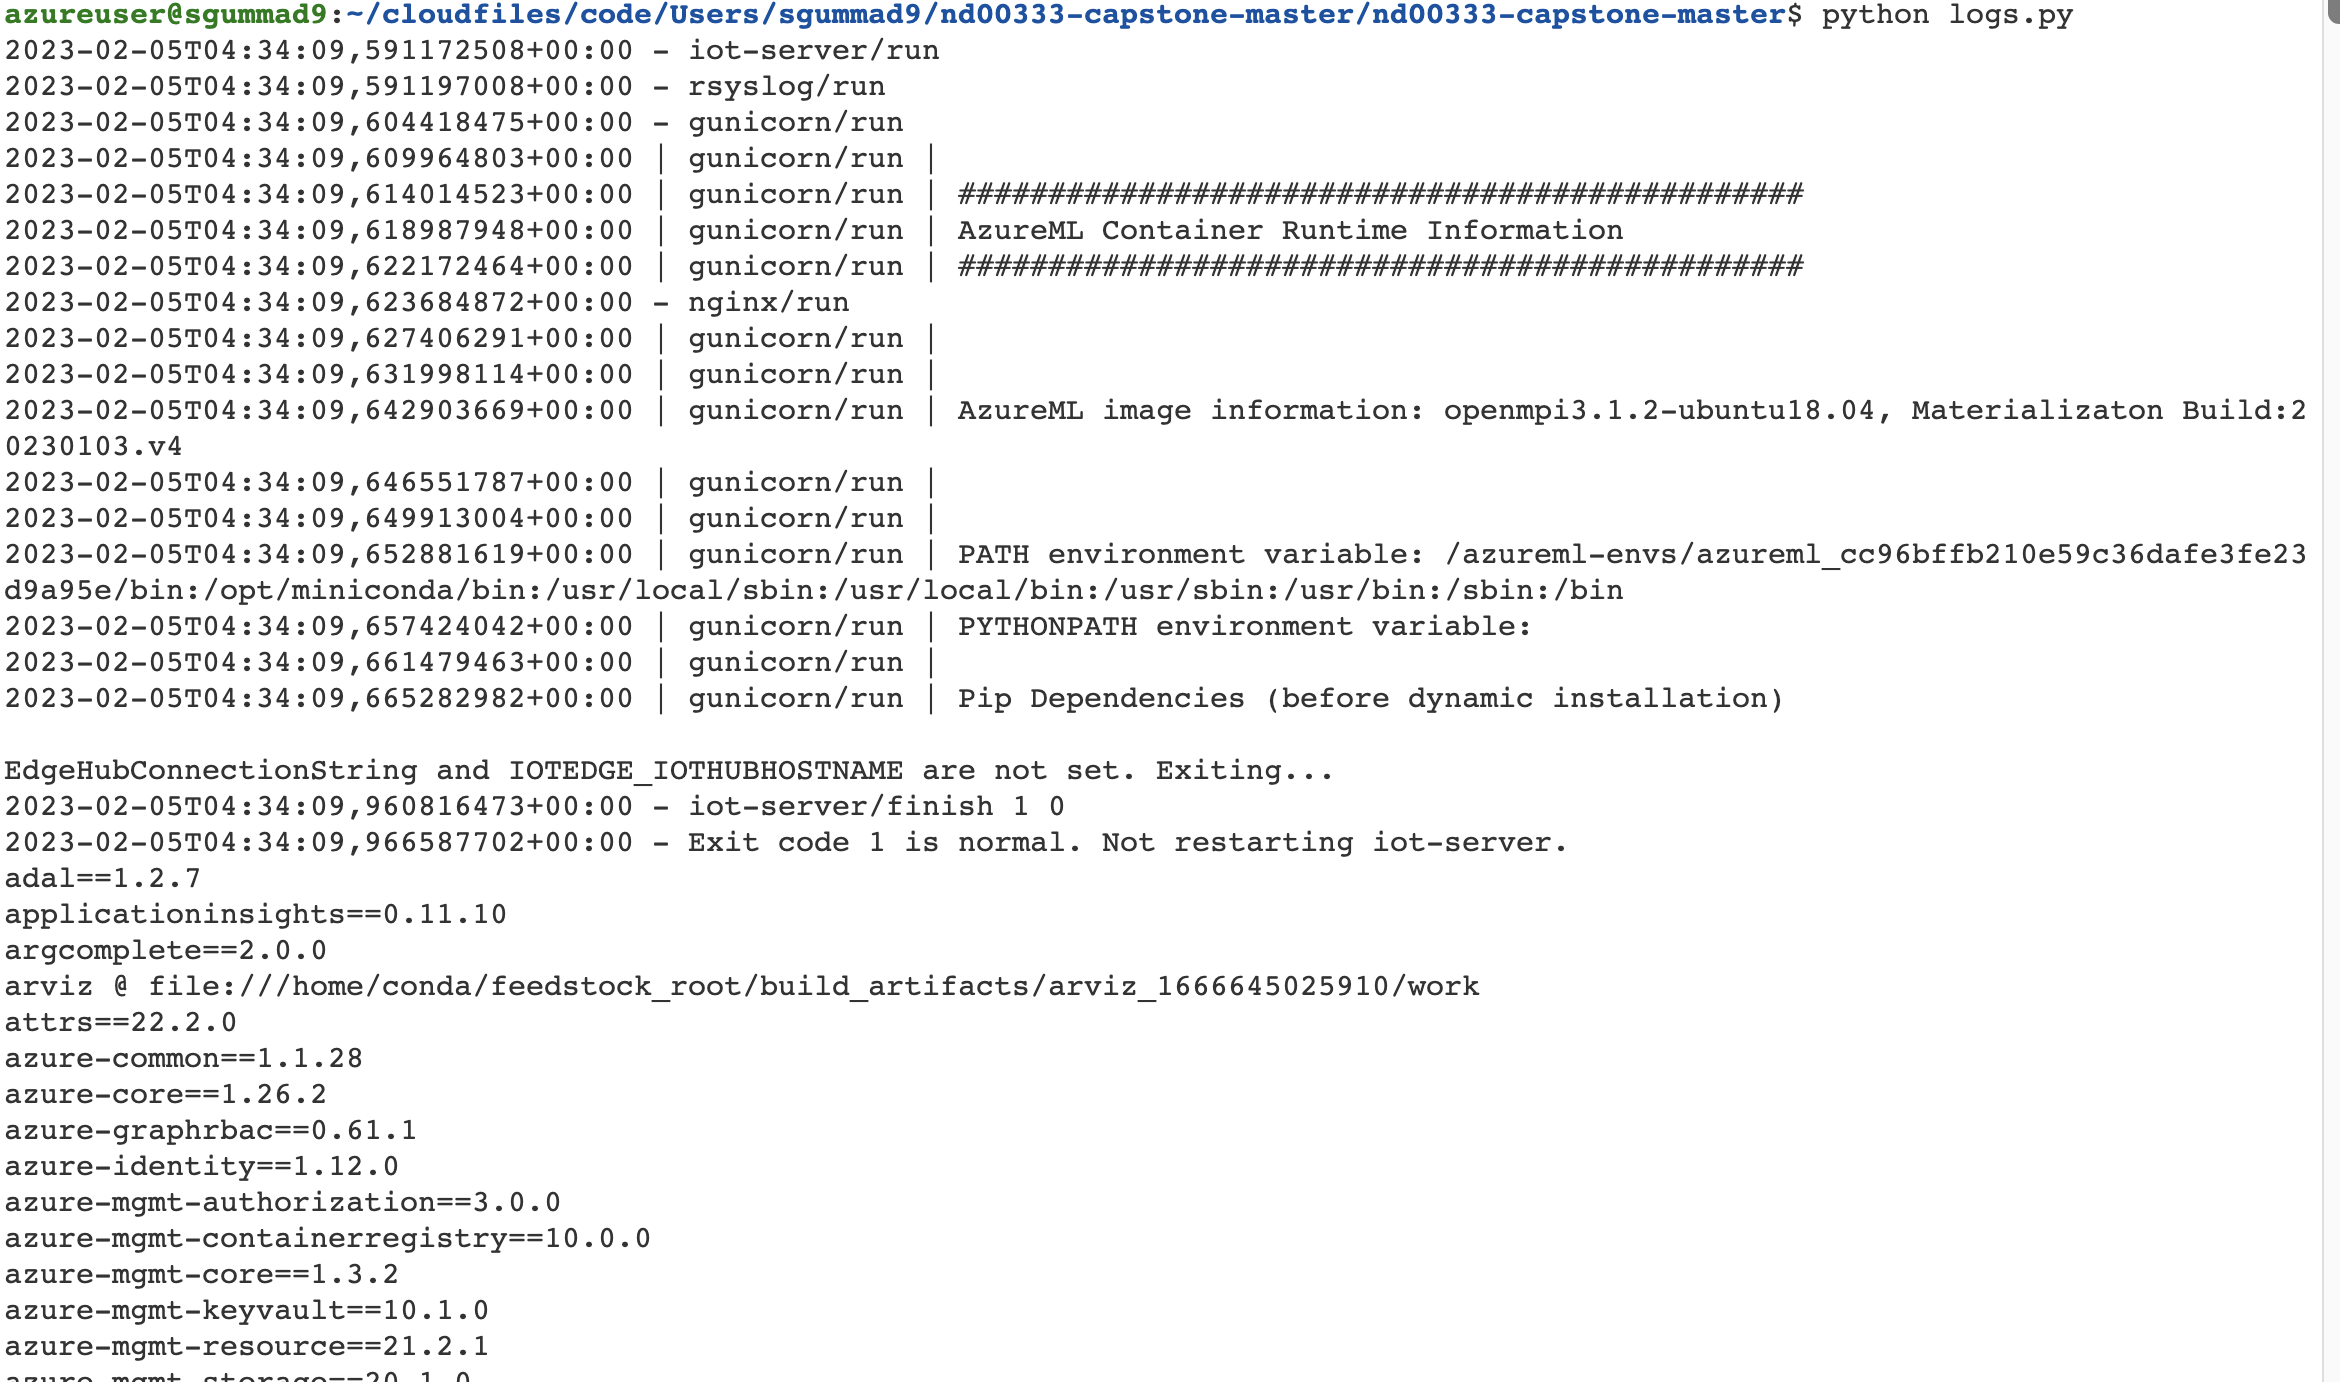 azureuser@sgummad9:~/cloudfiles/code/Users/sgummad9/nd00333-capstone-master/nd00333-capstone-master$ python logs.py
2023-02-05T04:34:09,591172508+00:00 - iot-server/run
2023-02-05T04:34:09,591197008+00:00 - rsyslog/run
2023-02-05T04:34:09,604418475+00:00 - gunicorn/run
2023-02-05T04:34:09,609964803+00:00 | gunicorn/run |
2023-02-05T04:34:09,614014523+00:00 | gunicorn/run | ###############################################
2023-02-05T04:34:09,618987948+00:00 | gunicorn/run | AzureML Container Runtime Information
2023-02-05T04:34:09,622172464+00:00 | gunicorn/run | ###############################################
2023-02-05T04:34:09,623684872+00:00 - nginx/run
2023-02-05T04:34:09,627406291+00:00 | gunicorn/run |
2023-02-05T04:34:09,631998114+00:00 | gunicorn/run |
2023-02-05T04:34:09,642903669+00:00 | gunicorn/run | AzureML image information: openmpi3.1.2-ubuntu18.04, Materializaton Build:2
0230103.v4
2023-02-05T04:34:09,646551787+00:00 | gunicorn/run |
2023-02-05T04:34:09,649913004+00:00 | gunicorn/run |
2023-02-05T04:34:09,652881619+00:00 | gunicorn/run | PATH environment variable: /azureml-envs/azureml_cc96bffb210e59c36dafe3fe23
d9a95e/bin:/opt/miniconda/bin:/usr/local/sbin:/usr/local/bin:/usr/sbin:/usr/bin:/sbin:/bin
2023-02-05T04:34:09,657424042+00:00 | gunicorn/run | PYTHONPATH environment variable:
2023-02-05T04:34:09,661479463+00:00 | gunicorn/run |
2023-02-05T04:34:09,665282982+00:00 | gunicorn/run | Pip Dependencies (before dynamic installation)
EdgeHubConnectionString and IOTEDGE_IOTHUBHOSTNAME are not set. Exiting...
2023-02-05T04:34:09,960816473+00:00 - iot-server/finish 1 0
2023-02-05T04:34:09,966587702+00:00 - Exit code 1 is normal. Not restarting iot-server.
adal==1.2.7
applicationinsights==0.11.10
argcomplete==2.0.0
arviz @ file:///home/conda/feedstock_root/build_artifacts/arviz_1666645025910/work
attrs==22.2.0
azure-common==1.1.28
azure-core==1.26.2
azure-graphrbac==0.61.1
azure-identity==1.12.0
azure-mgmt-authorization==3.0.0
azure-mgmt-containerregistry==10.0.0
azure-mgmt-core==1.3.2
azure-mgmt-keyvault==10.1.0
azure-mgmt-resource==21.2.1
azure-mgmt-storage==20.1.0